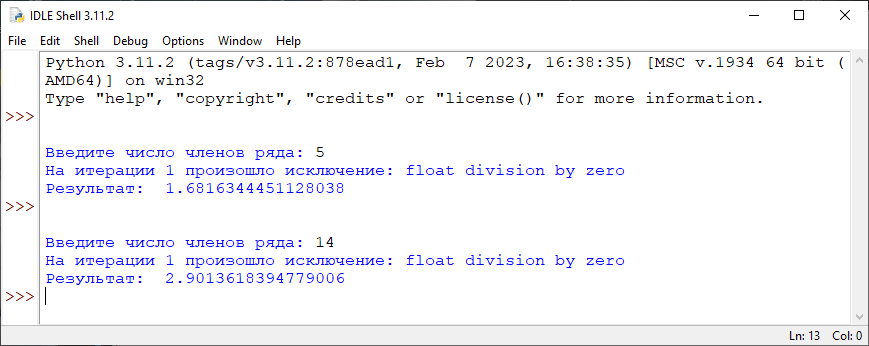 IDLE Shell 3.11.2
File Edit Shell Debug Options Window Help
Python 3.11.2 (tags/v3.11.2:878ead1, Feb  7 2023, 16:38:35) [MSC v.1934 64 bit (
AMD64)] on win32
Type "help", "copyright", "credits" or "license()" for more information.
>>>
Введите число членов ряда: 5
На итерации 1 произошло исключение: float division by zero
Результат:  1.6816344451128038
>>>
Введите число членов ряда: 14
На итерации 1 произошло исключение: float division by zero
Результат:  2.9013618394779006
>>>
Ln: 13 Col: 0